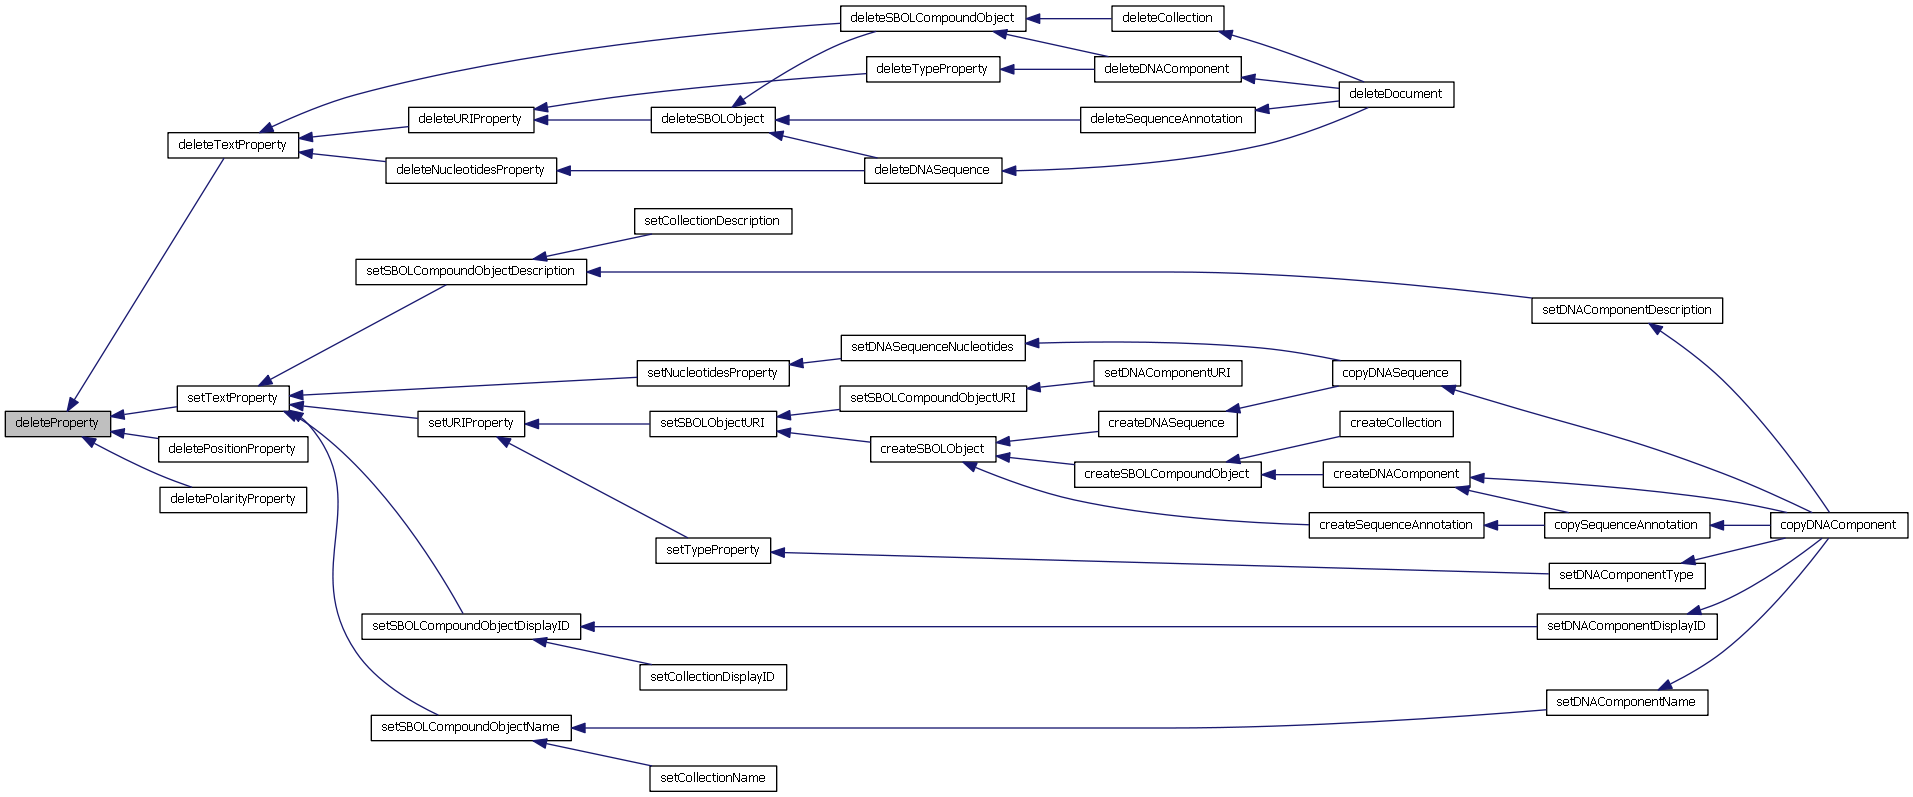 deleteSBOLCompoundObject
deleteCollection
deleteTypeProperty
deleteDNAComponent
deleteDocument
deleteURIProperty
deleteSBOLObject
deleteSequenceAnnotation
deleteTextProperty
deleteNucleotidesProperty
deleteDNASequence
setCollectionDescription
setSBOLCompoundObjectDescription
setDNAComponentDescription
setDNASequenceNucleotides
setNucleotidesProperty
setDNAComponentURI
copyDNASequence
setTextProperty
setSBOLCompoundObjectURI
deleteProperty
setURIProperty
setSBOLObjectURI
createDNASequence
createCollection
deletePositionProperty
createSBOLObject
createSBOLCompoundObject
createDNAComponent
deletePolarityProperty
createSequenceAnnotation
copySequenceAnnotation
copyDNAComponent
setTypeProperty
setDNAComponentType
setSBOLCompoundObjectDisplayID
setDNAComponentDisplayID
setCollectionDisplayID
setDNAComponentName
setSBOLCompoundObjectName
setCollectionName